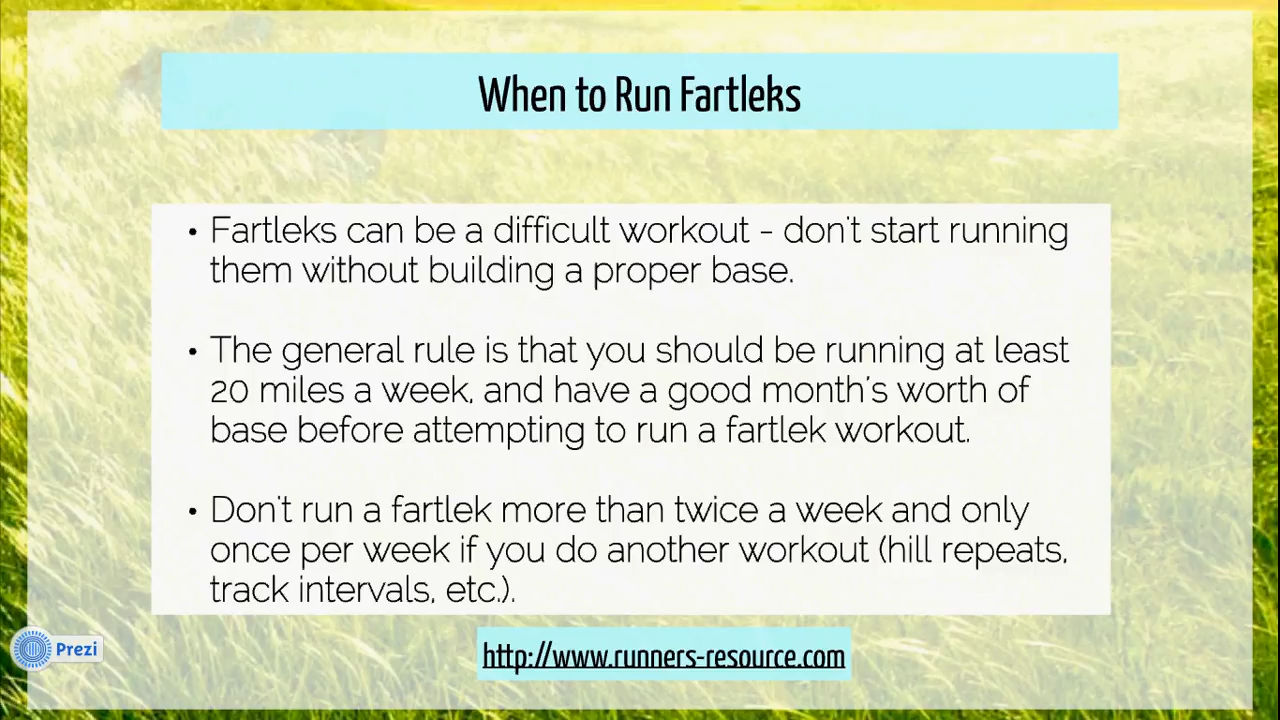 When to Run Fartleks
• Fartleks can be a difficult workout - don't start running
them without building a proper base.
• The general rule is that you should be running at least
20 miles a week, and have a good month's worth of
base before attempting to run a fartlek workout.
• Don't run a fartlek more than twice a week and only
once per week if you do another workout (hill repeats,
track intervals, etc.).
Prezi
http://www.runners-resource.com